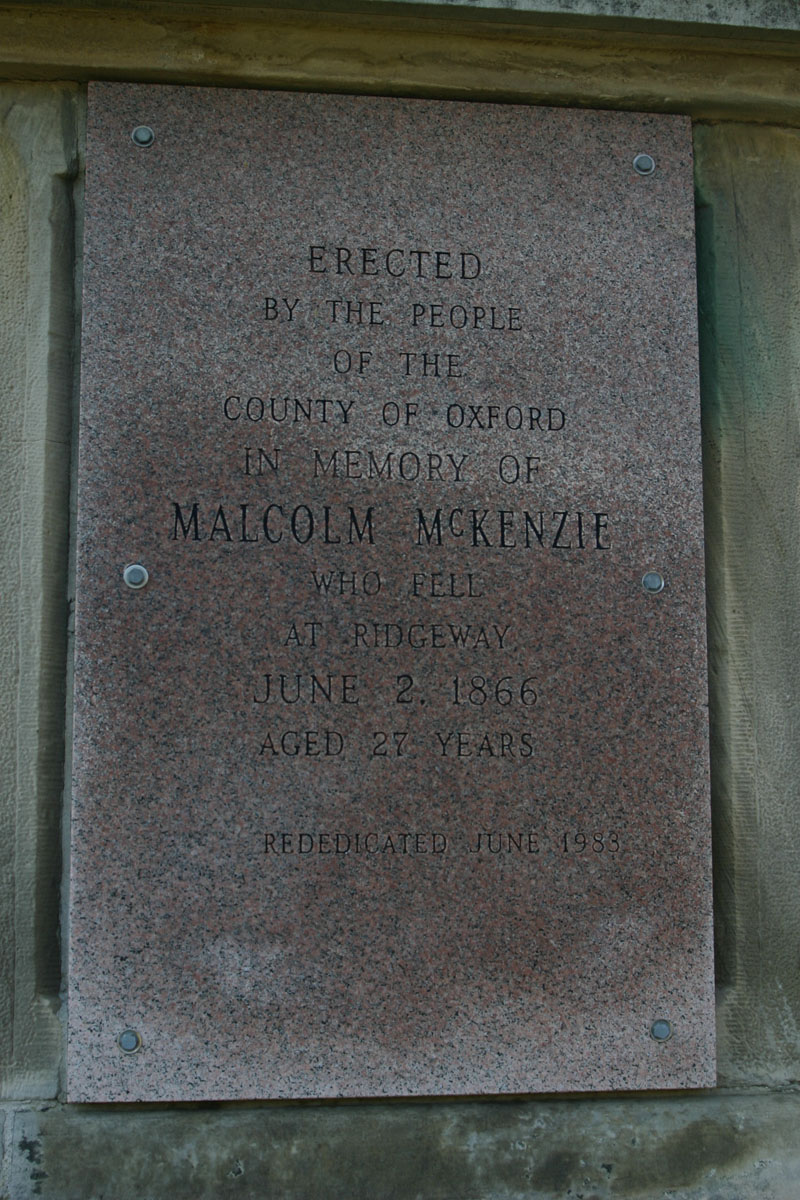 ERECTED
BY THE PEOPLE
OF THE
COUNTY OF OXFORD
IN MEMORY OF
MALCOLM McKENZIE
WHO FELL
AT RIDGEWAY
JUNE 2, 1866
AGED 27 YEARS
REDEDICATED JUNE 1983